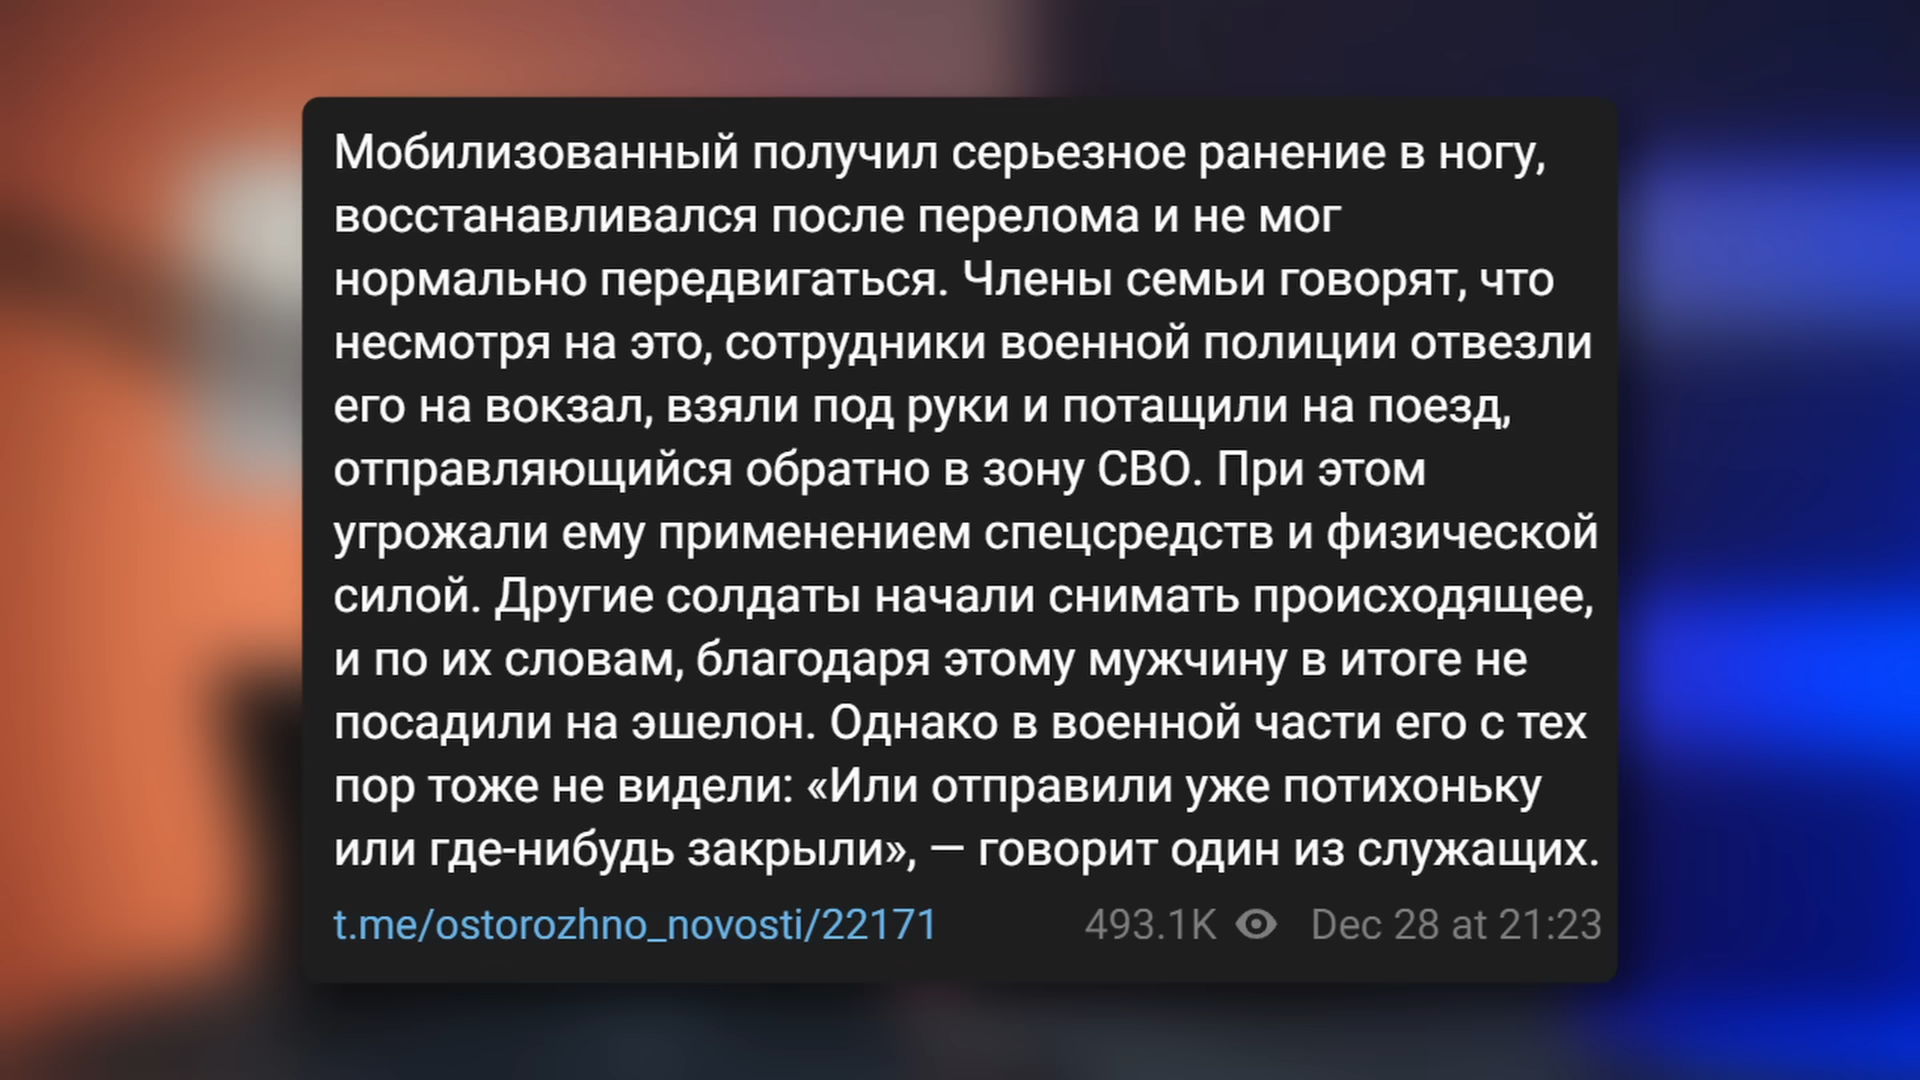 Мобилизованный получил серьезное ранение в ногу,
восстанавливался после перелома и не мог
нормально передвигаться. Члены семьи говорят, что
несмотря на это, сотрудники военной полиции отвезли
его на вокзал, взяли под руки и потащили на поезд,
отправляющийся обратно в зону СВО. При этом
угрожали ему применением спецсредств и физической
силой. Другие солдаты начали снимать происходящее,
и по их словам, благодаря этому мужчину в итоге не
посадили на эшелон. Однако в военной части его с тех
пор тоже не видели: «Или отправили уже потихоньку
или где-нибудь закрыли», — говорит один из служащих.
t.me/ostorozhno_novosti/22171 493.1K Dec 28 at 21:23